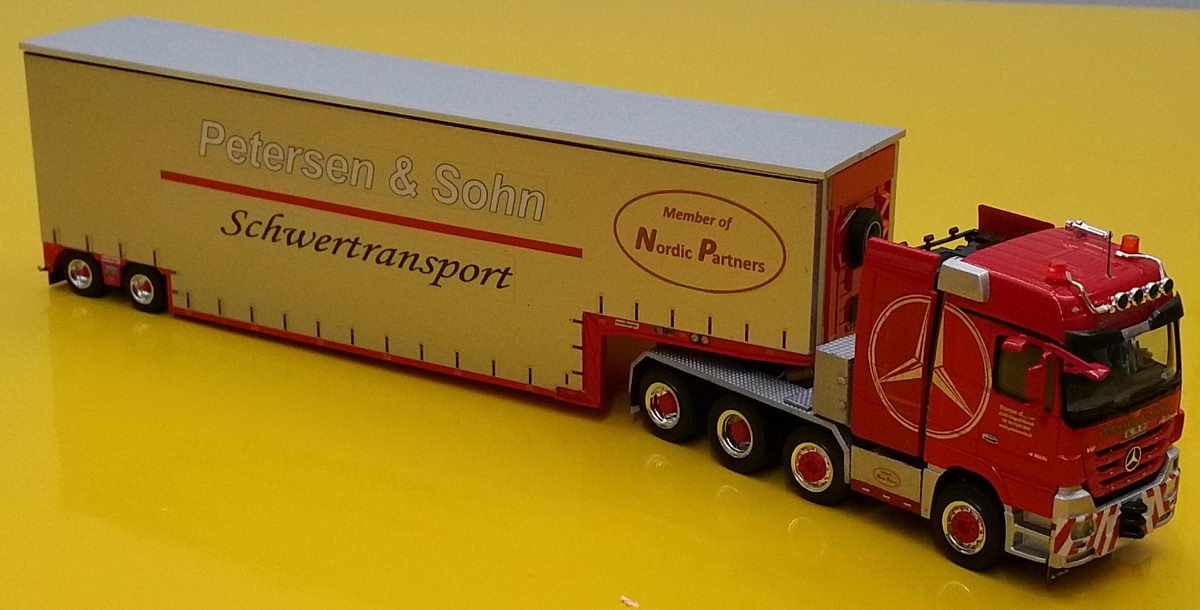 Petersen & Sohn
Schwertransport
Member of
Nordic Partners